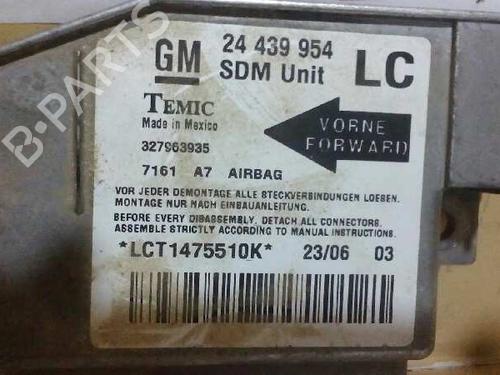 GM 24 439 954 LC
SDM Unit
TEMIC
Made in Mexico
327963935
VORNE
FORWARD
7161 A7 AIRBAG
VOR JEDER DEMONTAGE ALLE STECKVERBINDUNGEN LOESEN.
MONTAGE NUR NACH EINBAUANLEITUNG.
BEFORE EVERY DISASSEMBLY, DETACH ALL CONNECTORS.
ASSEMBLE STRICTLY ACCORDING TO MANUAL INSTRUCTIONS.
*LCT1475510K* 23/06 03
B-PARTS